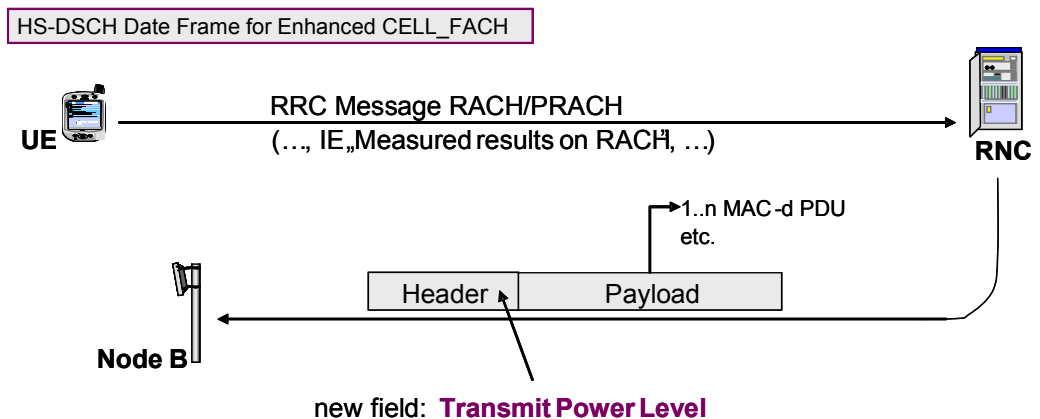 HS-DSCH Date Frame for Enhanced CELL_FACH
RRC Message RACH/PRACH
UE
(…, IE„Measured results on RACH”, …)
RNC
1..n MAC-d PDU
etc.
Header
Payload
Node B
new field: Transmit Power Level